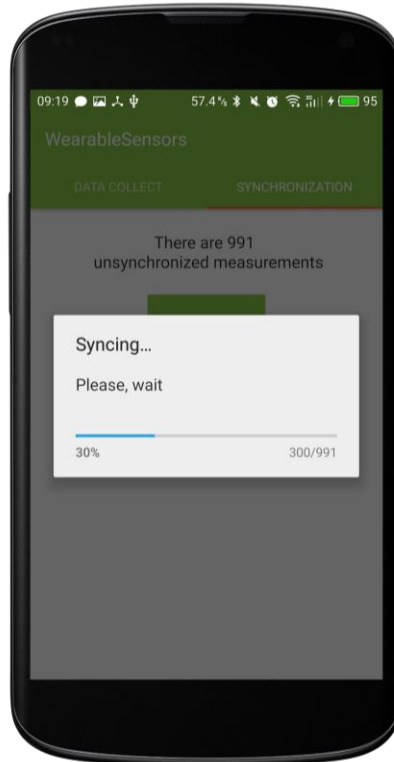 09:19 57.4% 95
WearableSensors
DATA COLLECT SYNCHRONIZATION
There are 991
unsynchronized measurements
Syncing...
Please, wait
30% 300/991